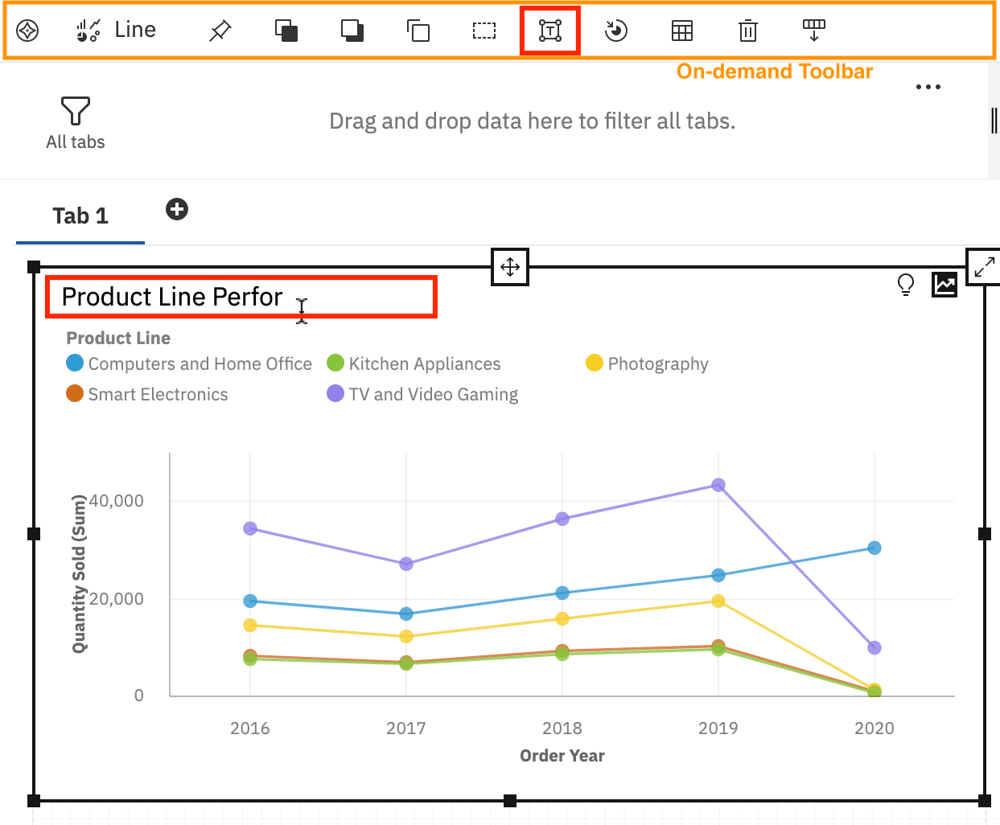 Line
T
On-demand Toolbar
Drag and drop data here to filter all tabs.
All tabs
Tab 1
Product Line Perfor
Product Line
Computers and Home Office
Kitchen Appliances
Photography
Smart Electronics
TV and Video Gaming
Quantity Sold (Sum)
40,000
20,000
0
2016
2017
2018
2019
2020
Order Year